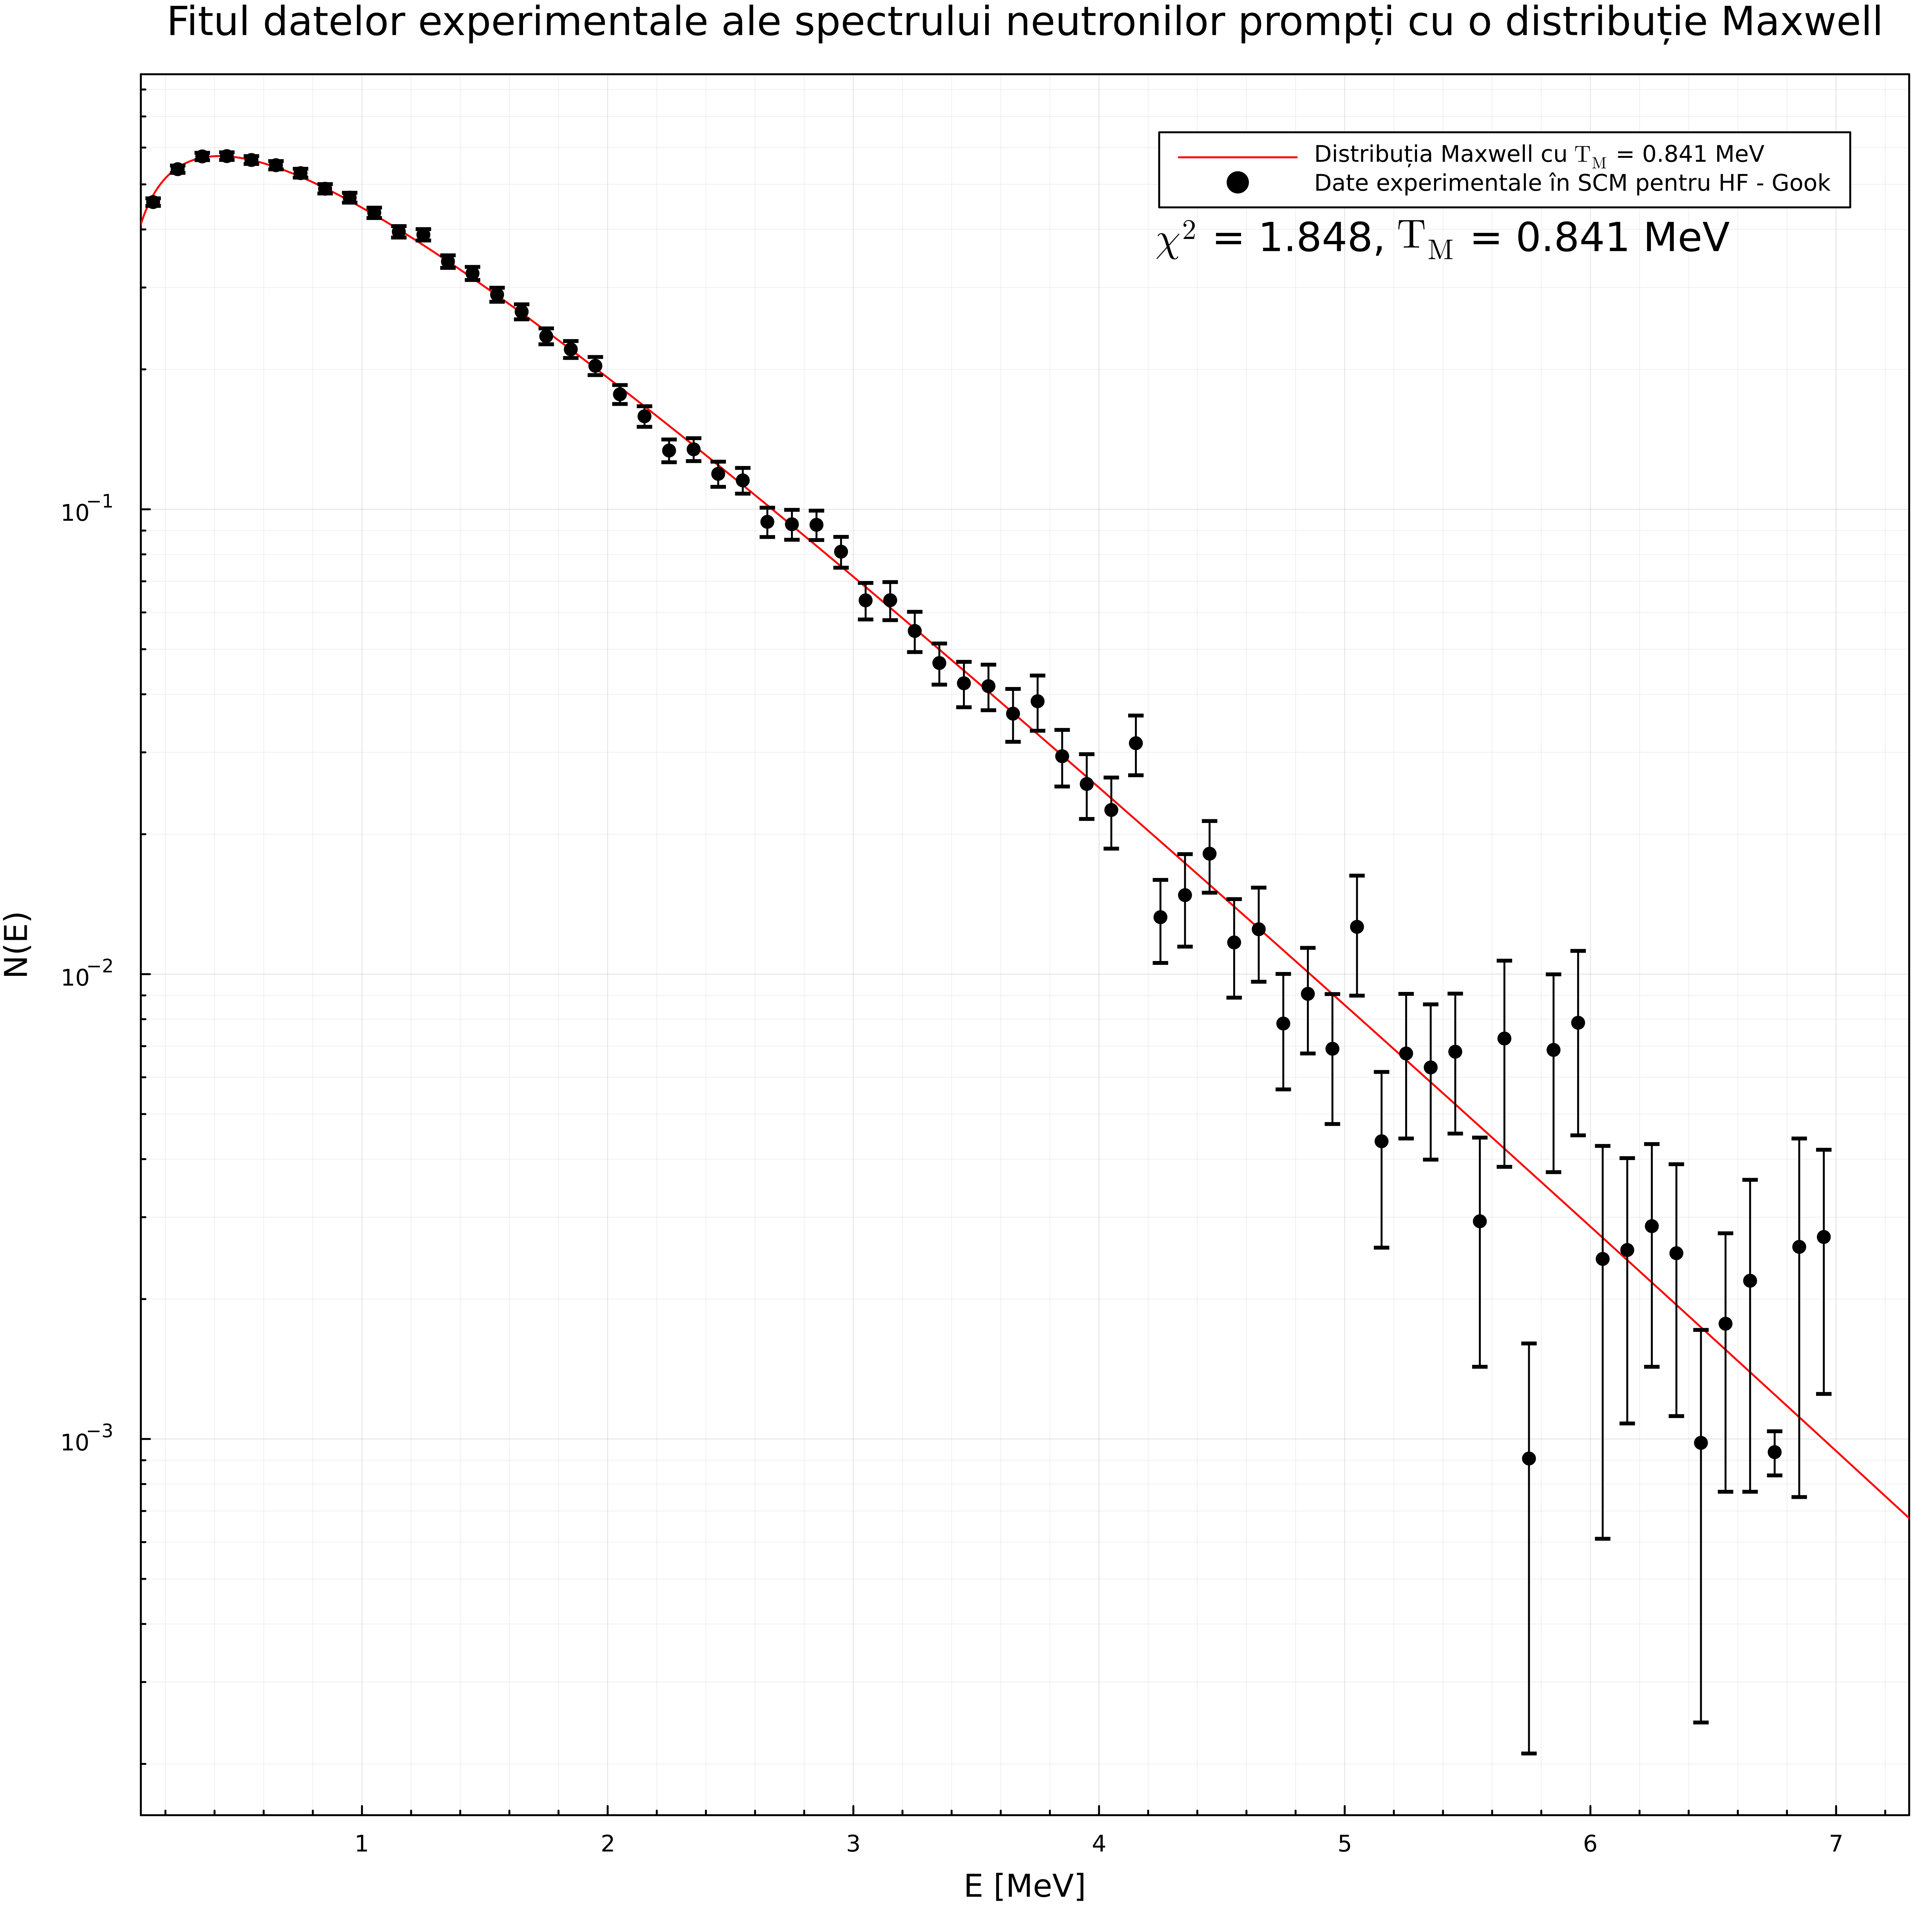 Fitul datelor experimentale ale spectrului neutronilor prompți cu o distribuție Maxwell
Distribuția Maxwell cu T_M = 0.841 MeV
Date experimentale în SCM pentru HF - Gook
χ² = 1.848, T_M = 0.841 MeV
N(E)
10⁻¹
10⁻²
10⁻³
1 2 3 4 5 6 7
E [MeV]